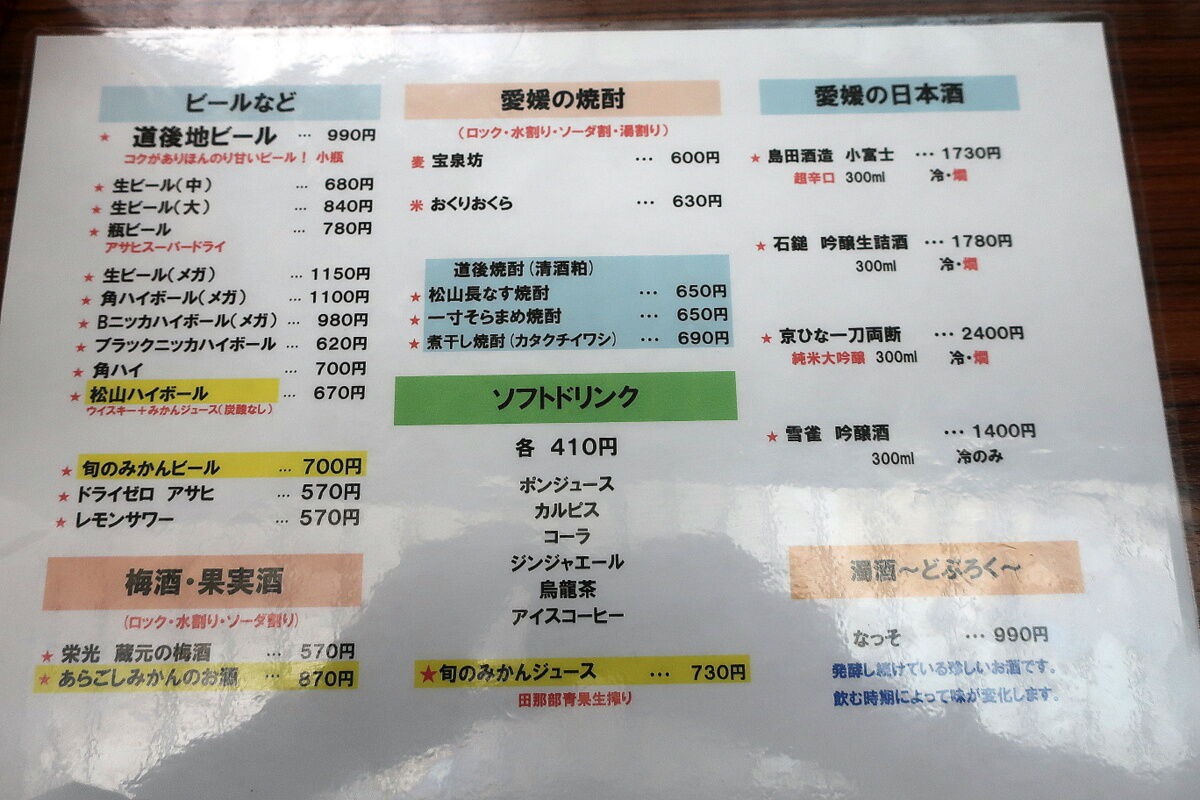 ビールなど
★ 道後地ビール … 990円
コクがありほんのり甘いビール！ 小瓶
★ 生ビール(中) … 680円
★ 生ビール(大) … 840円
★ 瓶ビール … 780円
アサヒスーパードライ
★ 生ビール(メガ) … 1150円
★ 角ハイボール(メガ) … 1100円
★ Bニッカハイボール(メガ) … 980円
★ ブラックニッカハイボール … 620円
★ 角ハイ … 700円
★ 松山ハイボール … 670円
ウイスキー+みかんジュース(炭酸なし)
★ 旬のみかんビール … 700円
★ ドライゼロ アサヒ … 570円
★ レモンサワー … 570円
梅酒・果実酒
(ロック・水割り・ソーダ割り)
★ 栄光 蔵元の梅酒 … 570円
★ あらごしみかんのお酒 … 870円
愛媛の焼酎
(ロック・水割り・ソーダ割・湯割り)
麦 宝泉坊 … 600円
米 おくりおくら … 630円
道後焼酎(清酒粕)
★ 松山長なす焼酎 … 650円
★ 一寸そらまめ焼酎 … 650円
★ 煮干し焼酎(カタクチイワシ) … 690円
ソフトドリンク
各 410円
ポンジュース
カルピス
コーラ
ジンジャエール
烏龍茶
アイスコーヒー
★旬のみかんジュース … 730円
田那部青果生搾り
愛媛の日本酒
★ 島田酒造 小富士 … 1730円
超辛口 300ml 冷・燗
★ 石鎚 吟醸生詰酒 … 1780円
300ml 冷・燗
★ 京ひな一刀両断 … 2400円
純米大吟醸 300ml 冷・燗
★ 雪雀 吟醸酒 … 1400円
300ml 冷のみ
濁酒～どぶろく～
なっそ … 990円
発酵し続けている珍しいお酒です。
飲む時期によって味が変化します。